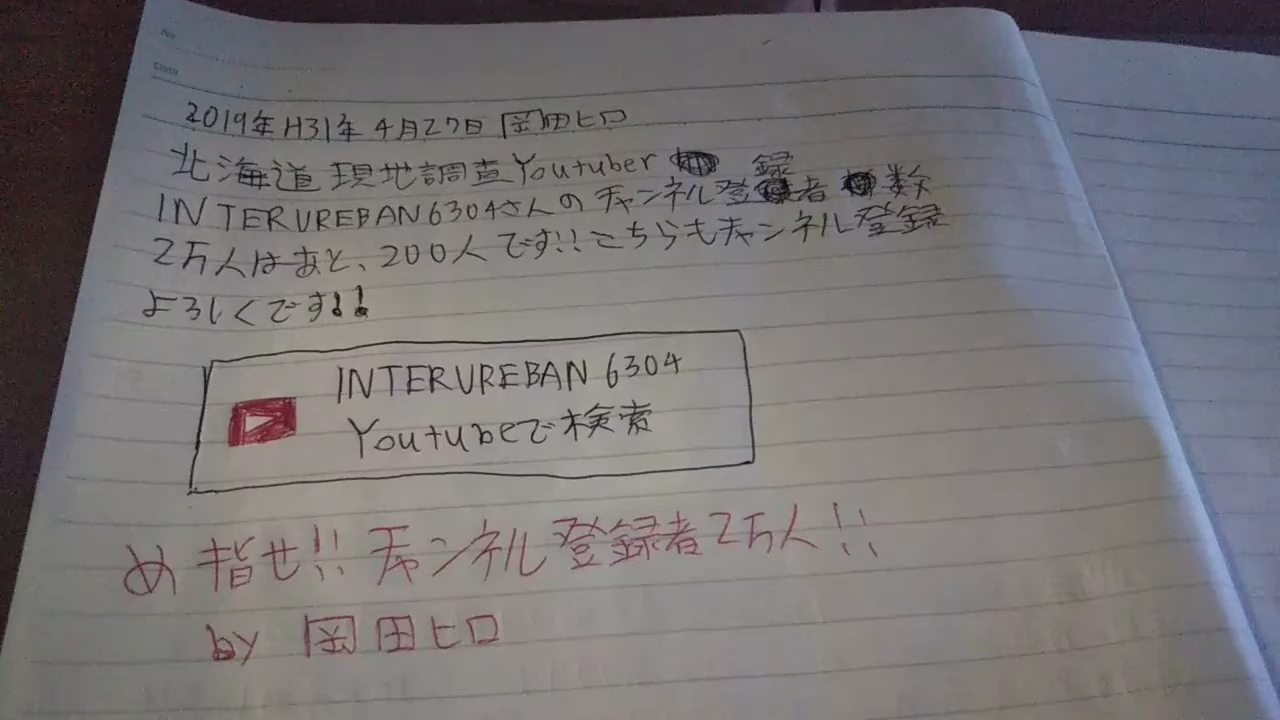 No
Date
2019年H31年4月27日 岡田ヒロ
北海道現地調査Youtuber
INTERUREBAN6304さんのチャンネル登録者数
2万人はあと、200人です!!こちらもチャンネル登録
よろしくです!!
INTERUREBAN 6304
Youtubeで検索
め指せ!!チャンネル登録者2万人!!
by 岡田ヒロ